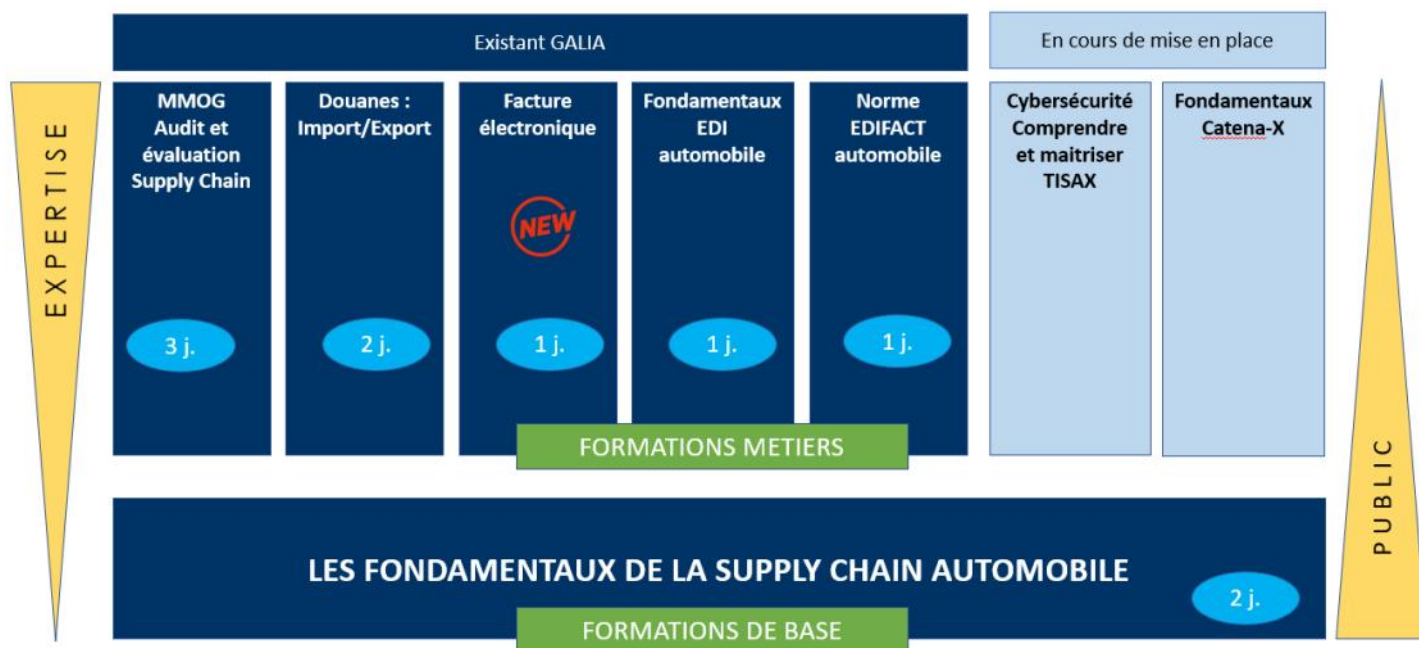 Existant GALIA
En cours de mise en place
EXPERTISE
MMOG
Audit et
évaluation
Supply Chain
3 j.
Douanes :
Import/Export
2 j.
Facture
électronique
NEW
1 j.
Fondamentaux
EDI
automobile
1 j.
Norme
EDIFACT
automobile
1 j.
Cybersécurité
Comprendre
et maitriser
TISAX
Fondamentaux
Catena-X
PUBLIC
FORMATIONS METIERS
LES FONDAMENTAUX DE LA SUPPLY CHAIN AUTOMOBILE
2 j.
FORMATIONS DE BASE